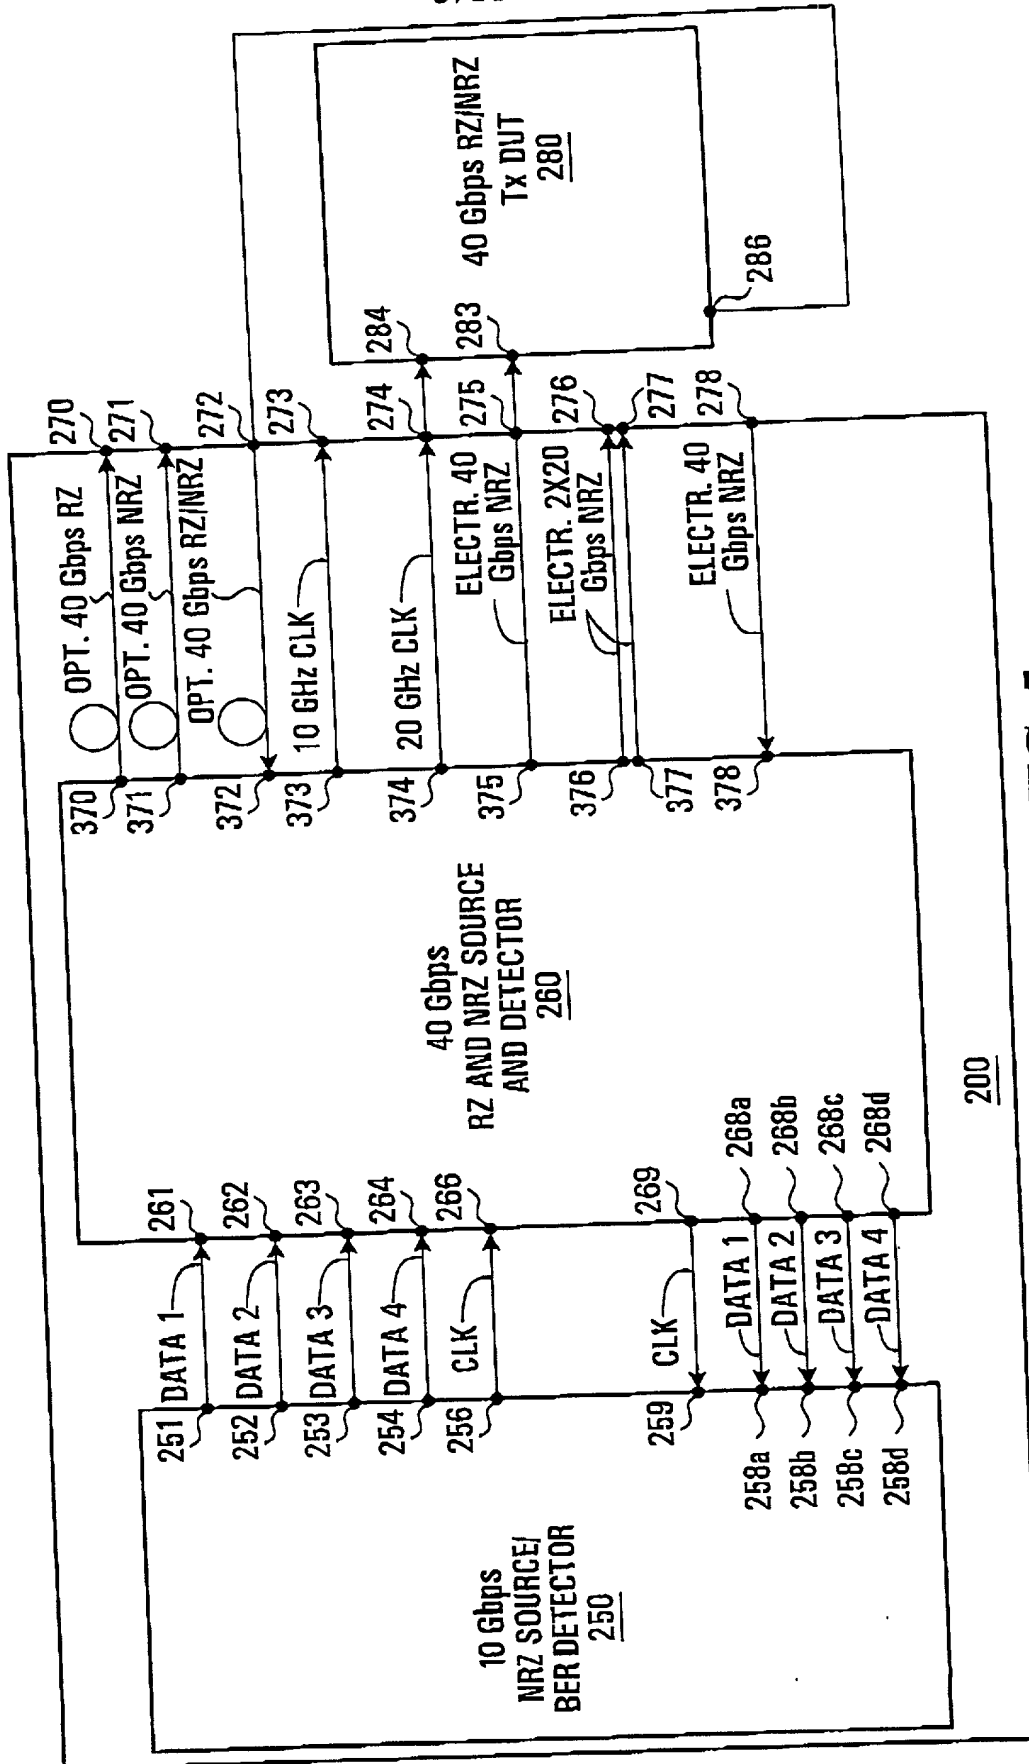 10 Gbps
NRZ SOURCE/
BER DETECTOR
250
251
252
253
254
256
259
258a
258b
258c
258d
DATA 1
DATA 2
DATA 3
DATA 4
CLK
CLK
DATA 1
DATA 2
DATA 3
DATA 4
261
262
263
264
266
269
268a
268b
268c
268d
40 Gbps
RZ AND NRZ SOURCE
AND DETECTOR
260
200
370
371
372
373
374
375
376
377
378
OPT. 40 Gbps RZ
OPT. 40 Gbps NRZ
OPT. 40 Gbps RZ/NRZ
10 GHz CLK
20 GHz CLK
ELECTR. 40
Gbps NRZ
ELECTR. 2X20
Gbps NRZ
ELECTR. 40
Gbps NRZ
270
271
272
273
274
275
276
277
278
284
283
40 Gbps RZ/NRZ
Tx DUT
280
286